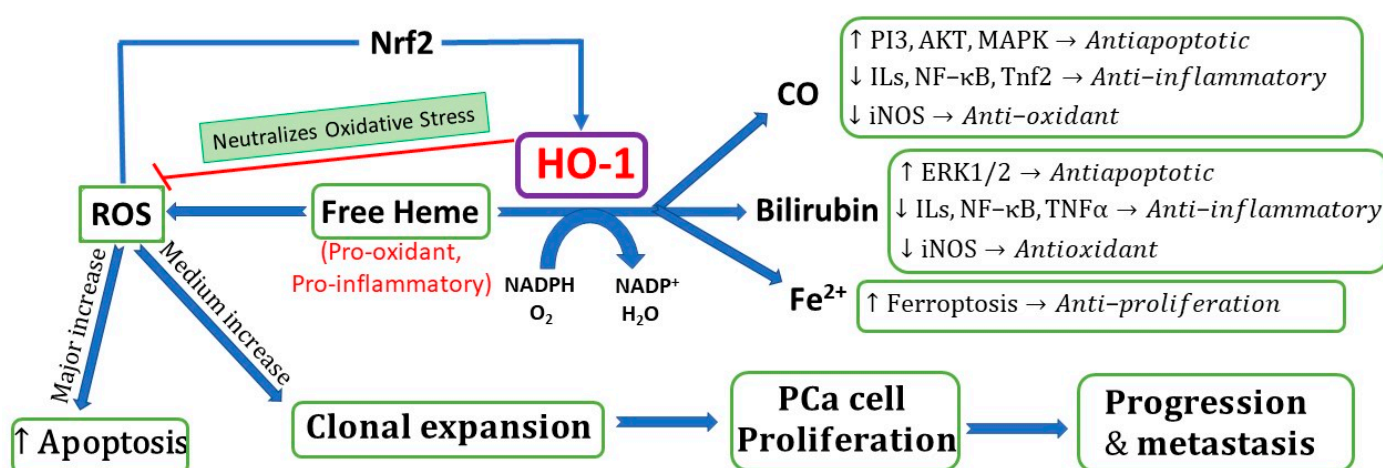 Nrf2
Neutralizes Oxidative Stress
HO-1
ROS
Free Heme
(Pro-oxidant,
Pro-inflammatory)
NADPH
O₂
NADP⁺
H₂O
CO
↑ PI3, AKT, MAPK → Antiapoptotic
↓ ILs, NF−κB, Tnf2 → Anti−inflammatory
↓ iNOS → Anti−oxidant
Bilirubin
↑ ERK1/2 → Antiapoptotic
↓ ILs, NF−κB, TNFα → Anti−inflammatory
↓ iNOS → Antioxidant
Fe²⁺
↑ Ferroptosis → Anti−proliferation
Major increase
Medium increase
↑ Apoptosis
Clonal expansion
PCa cell
Proliferation
Progression
& metastasis